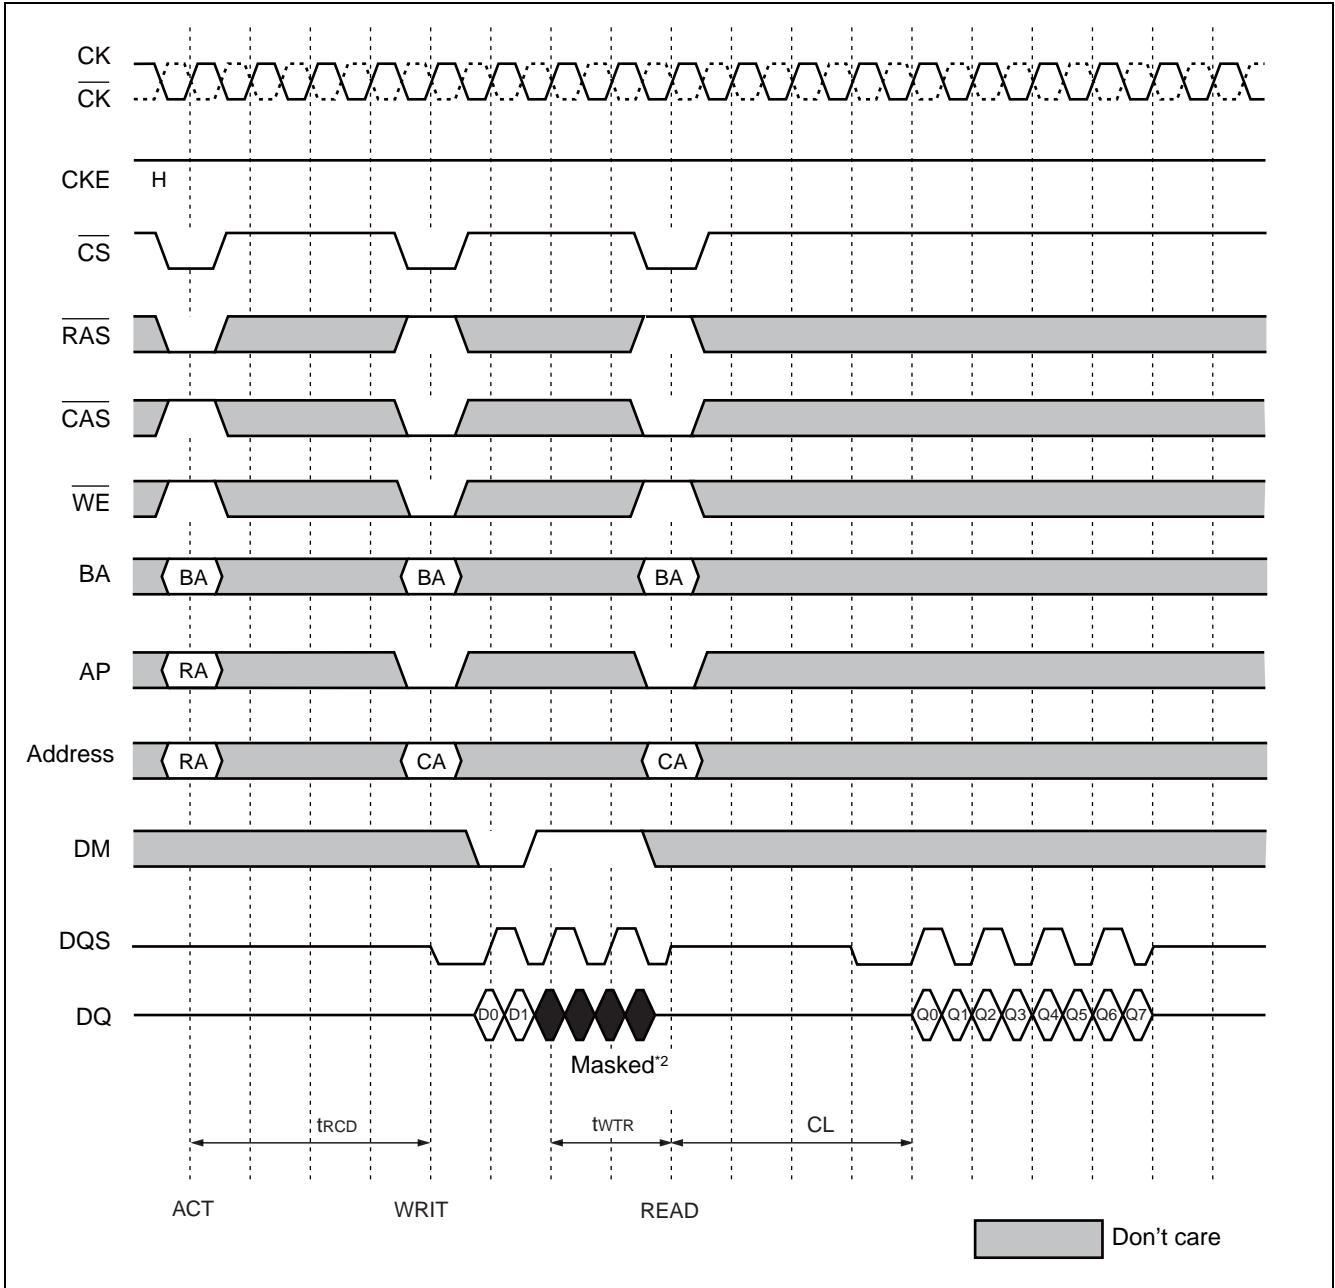 CK
CK
CKE H
CS
RAS
CAS
WE
BA BA BA BA
AP RA
Address RA CA CA
DM
DQS
DQ D0 D1 Q0 Q1 Q2 Q3 Q4 Q5 Q6 Q7
Masked*2
tRCD tWTR CL
ACT WRIT READ
Don't care